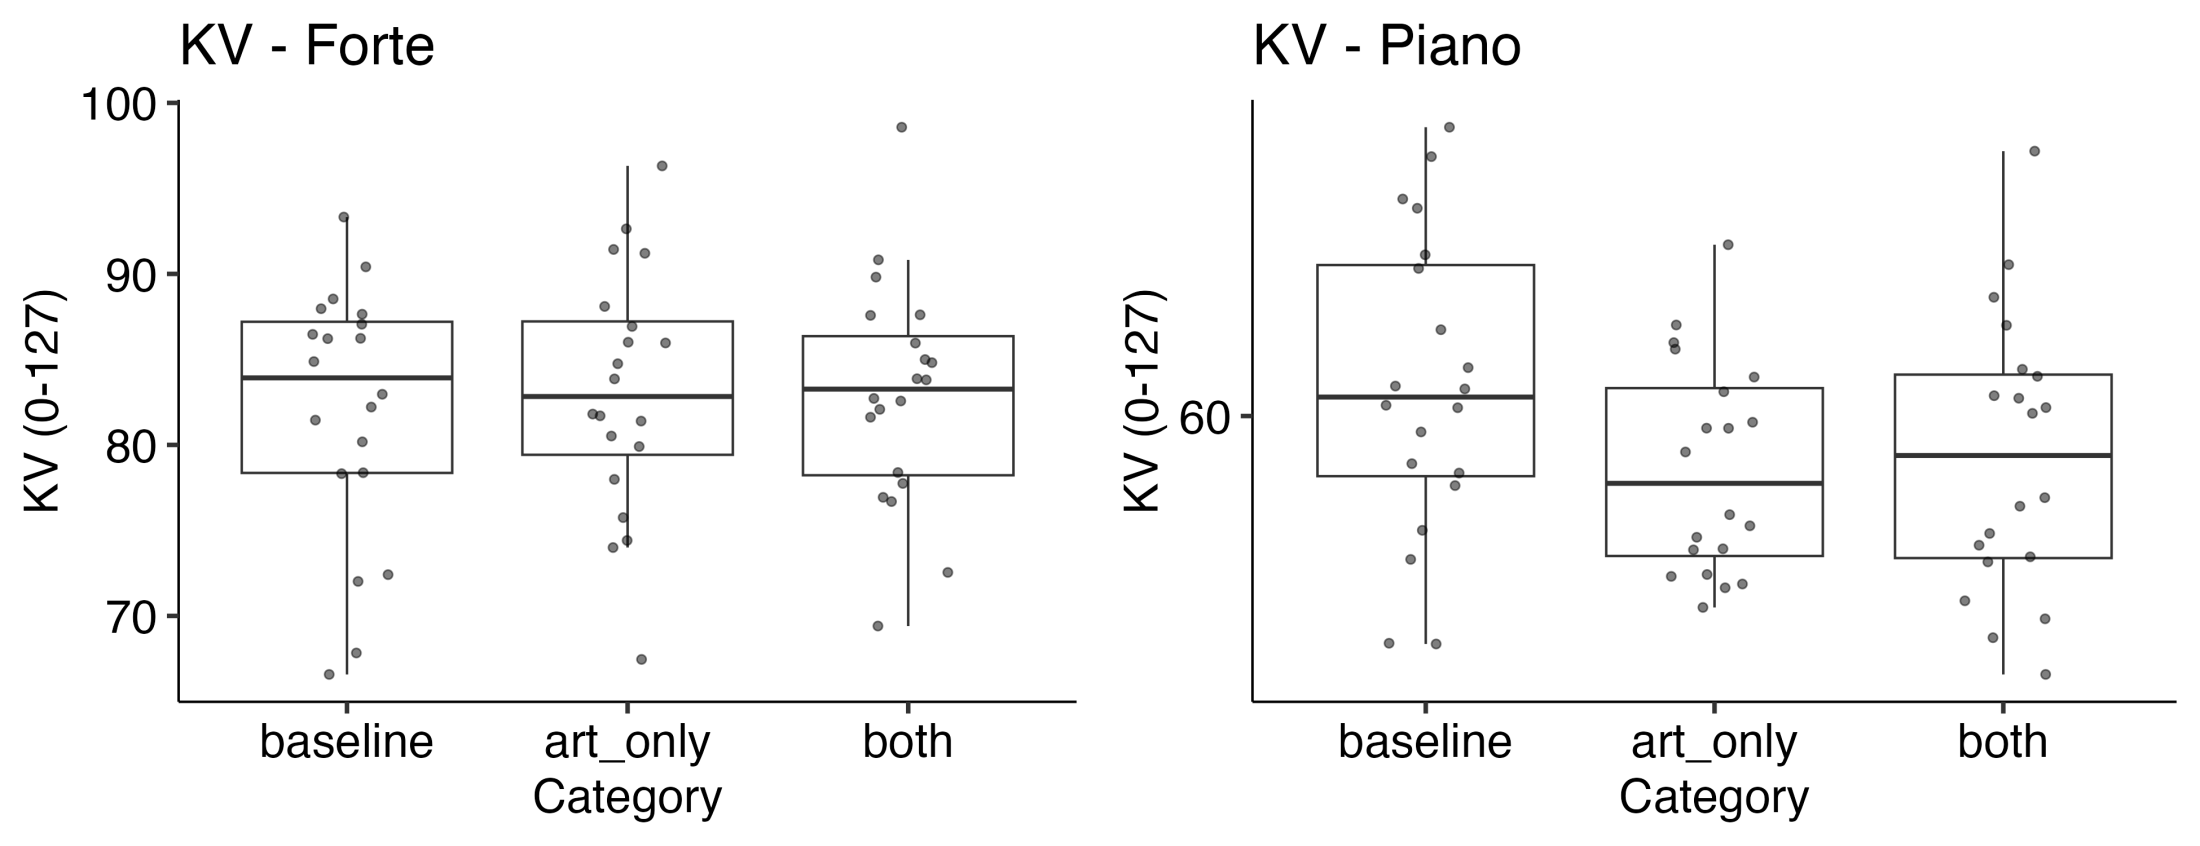 KV - Forte
KV (0-127)
100
90
80
70
baseline art_only both
Category
KV - Piano
KV (0-127)
60
baseline art_only both
Category